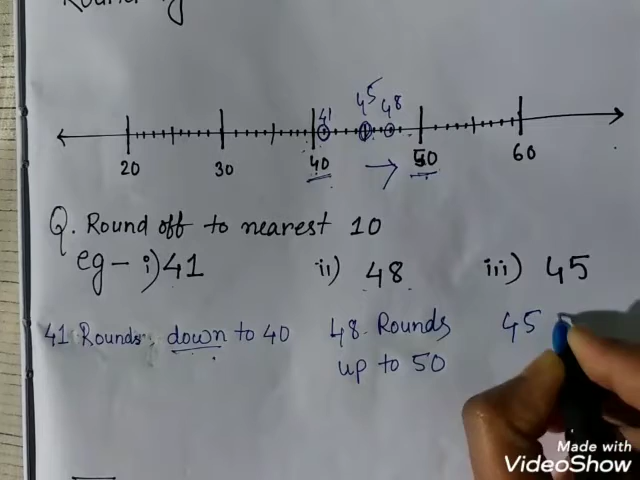 Rounding
41 45 48
20 30 40 50 60
Q. Round off to nearest 10
eg - i) 41 ii) 48 iii) 45
41 Rounds down to 40
48 Rounds
up to 50
45
Made with
VideoShow